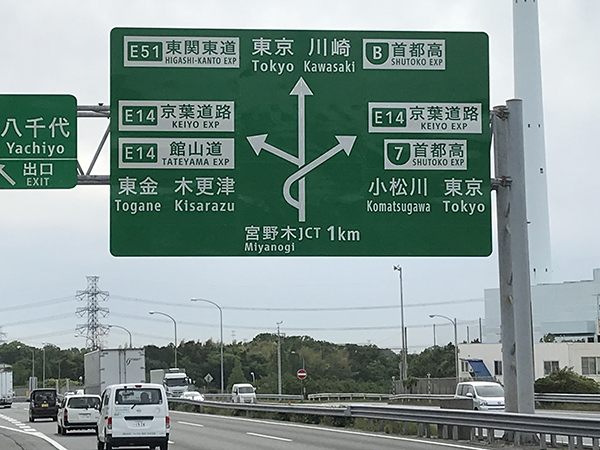 八千代
Yachiyo
出口
EXIT
E51 東関東道
HIGASHI-KANTO EXP
東京 川崎
Tokyo Kawasaki
B 首都高
SHUTOKO EXP
E14 京葉道路
KEIYO EXP
E14 館山道
TATEYAMA EXP
東金 木更津
Togane Kisarazu
E14 京葉道路
KEIYO EXP
7 首都高
SHUTOKO EXP
小松川 東京
Komatsugawa Tokyo
宮野木JCT 1km
Miyanogi